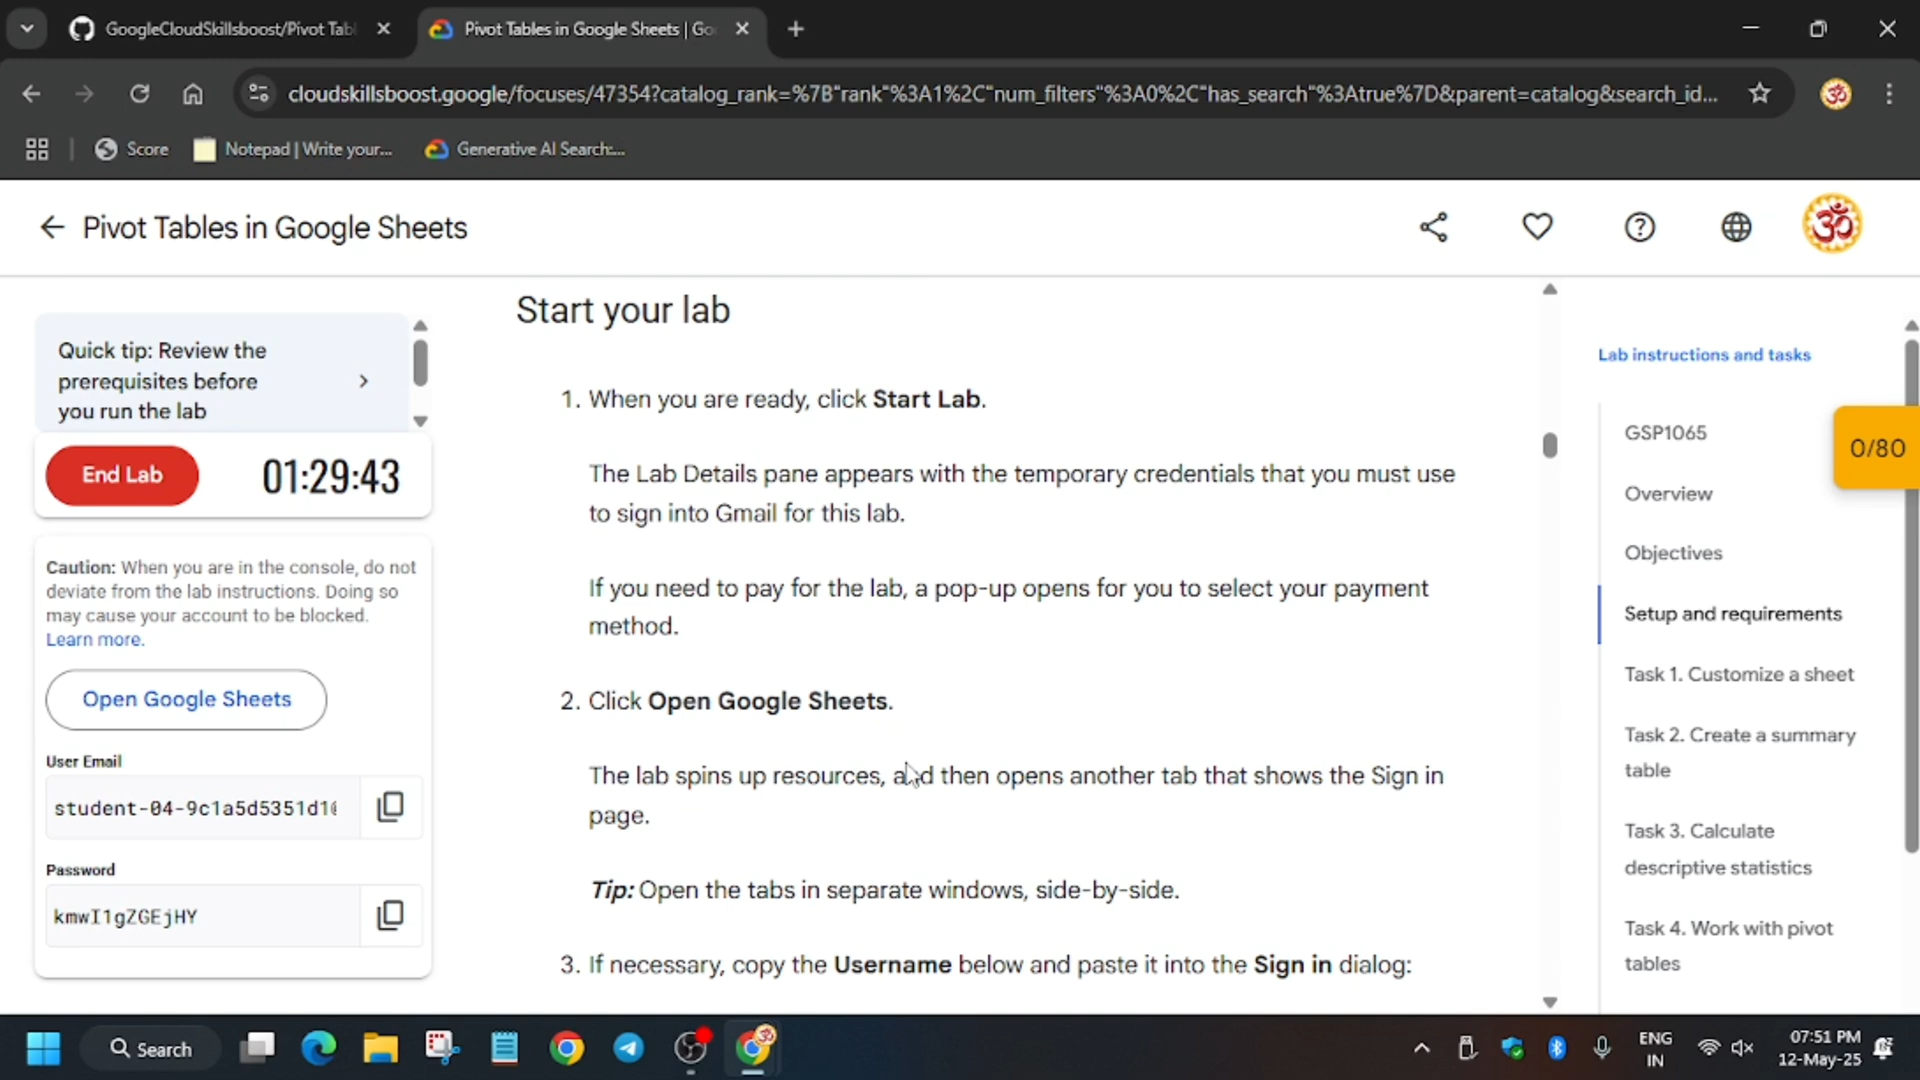 GoogleCloudSkillsboost/Pivot Tabl
Pivot Tables in Google Sheets | Goo
cloudskillsboost.google/focuses/47354?catalog_rank=%7B"rank"%3A1%2C"num_filters"%3A0%2C"has_search"%3Atrue%7D&parent=catalog&search_id...
Score
Notepad | Write your...
Generative AI Search:...
Pivot Tables in Google Sheets
Quick tip: Review the
prerequisites before
you run the lab
End Lab
01:29:43
Caution: When you are in the console, do not
deviate from the lab instructions. Doing so
may cause your account to be blocked.
Learn more.
Open Google Sheets
User Email
student-04-9c1a5d5351d1
Password
kmwI1gZGEjHY
Start your lab
1. When you are ready, click Start Lab.
The Lab Details pane appears with the temporary credentials that you must use
to sign into Gmail for this lab.
If you need to pay for the lab, a pop-up opens for you to select your payment
method.
2. Click Open Google Sheets.
The lab spins up resources, and then opens another tab that shows the Sign in
page.
Tip: Open the tabs in separate windows, side-by-side.
3. If necessary, copy the Username below and paste it into the Sign in dialog:
Lab instructions and tasks
GSP1065
Overview
Objectives
Setup and requirements
Task 1. Customize a sheet
Task 2. Create a summary
table
Task 3. Calculate
descriptive statistics
Task 4. Work with pivot
tables
0/80
Search
ENG
IN
07:51 PM
12-May-25